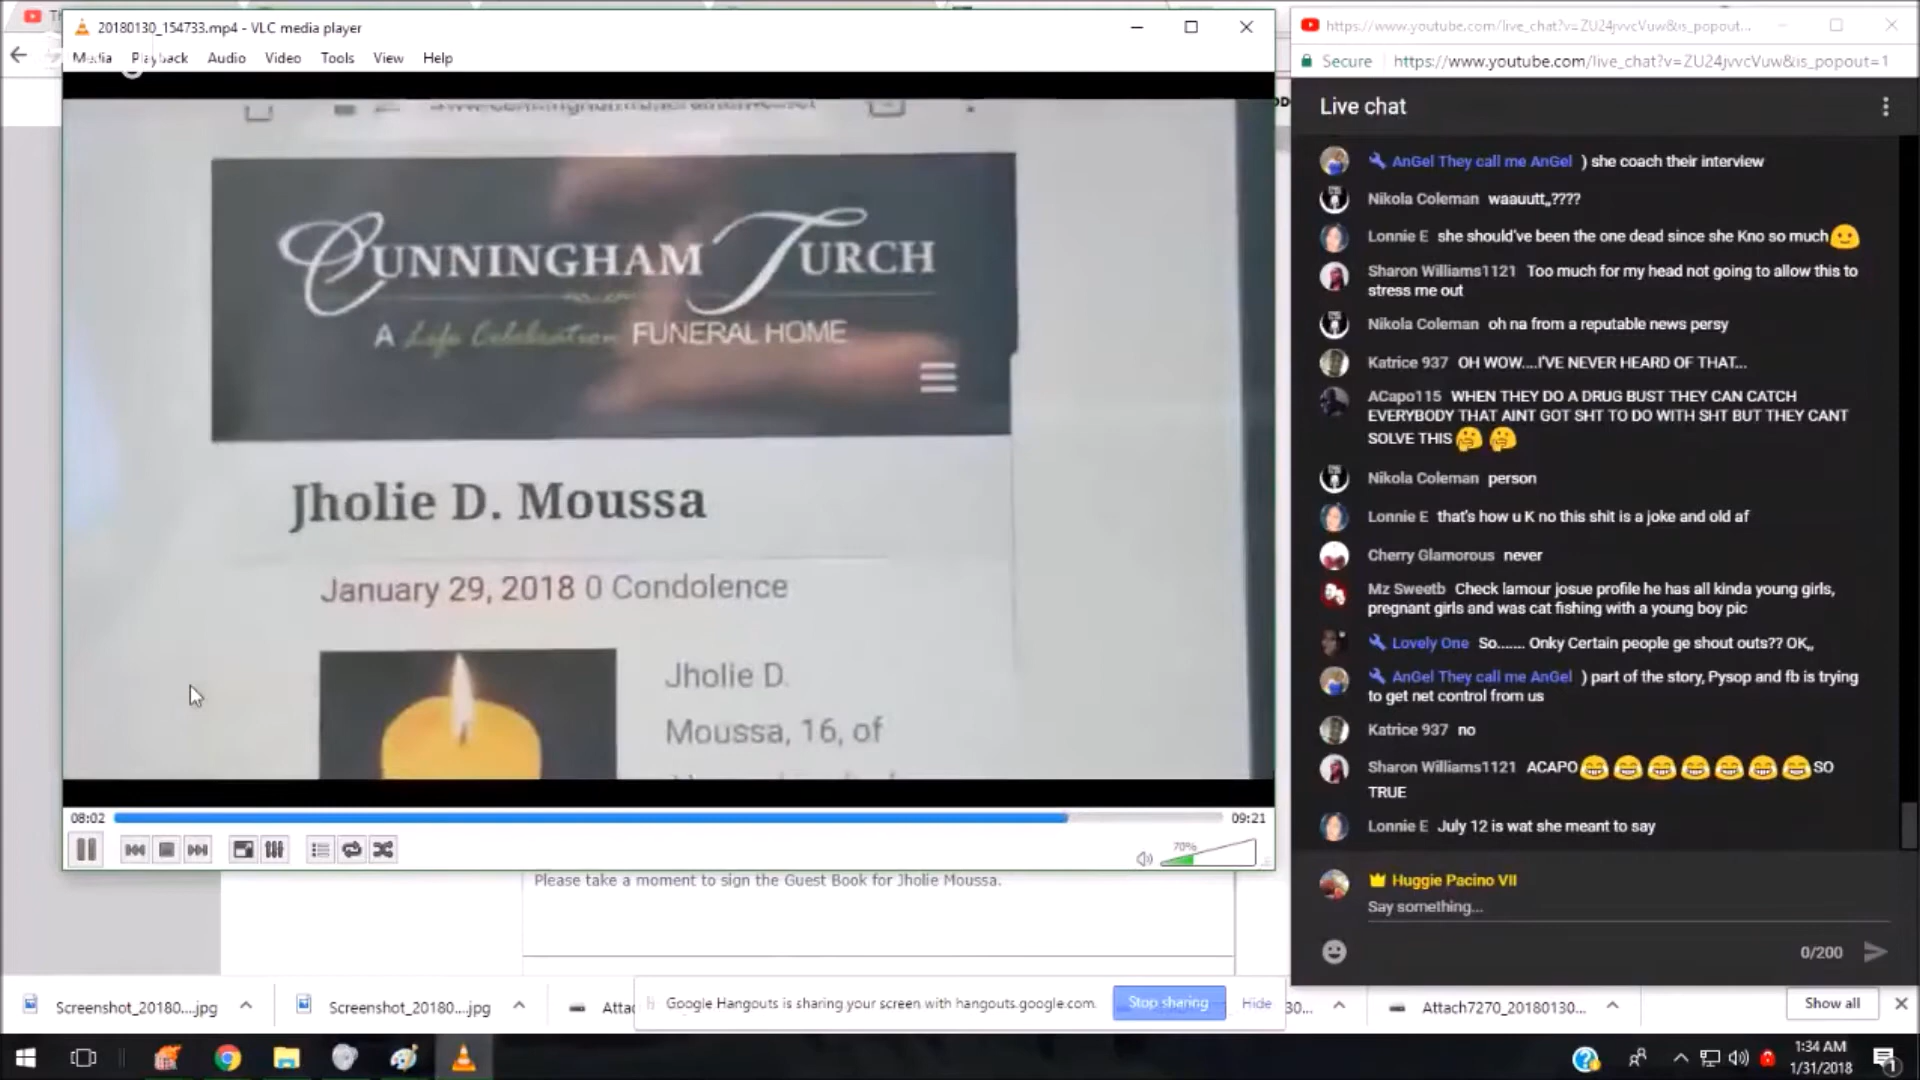 20180130_154733.mp4 - VLC media player
Media Playback Audio Video Tools View Help
CUNNINGHAM TURCH
A Life Celebration FUNERAL HOME
Jholie D. Moussa
January 29, 2018 0 Condolence
Jholie D.
Moussa, 16, of
08:02
09:21
70%
Please take a moment to sign the Guest Book for Jholie Moussa.
https://www.youtube.com/live_chat?v=ZU24jvvcVuw&is_popout...
Secure https://www.youtube.com/live_chat?v=ZU24jvvcVuw&is_popout=1
Live chat
AnGel They call me AnGel ) she coach their interview
Nikola Coleman waauutt,,????
Lonnie E she should've been the one dead since she Kno so much🙂
Sharon Williams1121 Too much for my head not going to allow this to
stress me out
Nikola Coleman oh na from a reputable news persy
Katrice 937 OH WOW....I'VE NEVER HEARD OF THAT...
ACapo115 WHEN THEY DO A DRUG BUST THEY CAN CATCH
EVERYBODY THAT AINT GOT SHT TO DO WITH SHT BUT THEY CANT
SOLVE THIS🤔 🤔
Nikola Coleman person
Lonnie E that's how u K no this shit is a joke and old af
Cherry Glamorous never
Mz Sweetb Check lamour josue profile he has all kinda young girls,
pregnant girls and was cat fishing with a young boy pic
Lovely One So....... Onky Certain people ge shout outs?? OK,,
AnGel They call me AnGel ) part of the story, Pysop and fb is trying
to get net control from us
Katrice 937 no
Sharon Williams1121 ACAPO😂😂😂😂😂😂😂SO
TRUE
Lonnie E July 12 is wat she meant to say
Huggie Pacino VII
Say something...
0/200
Screenshot_20180....jpg
Screenshot_20180....jpg
Google Hangouts is sharing your screen with hangouts.google.com.
Stop sharing
Hide
Attach7270_20180130...
Show all
1:34 AM
1/31/2018